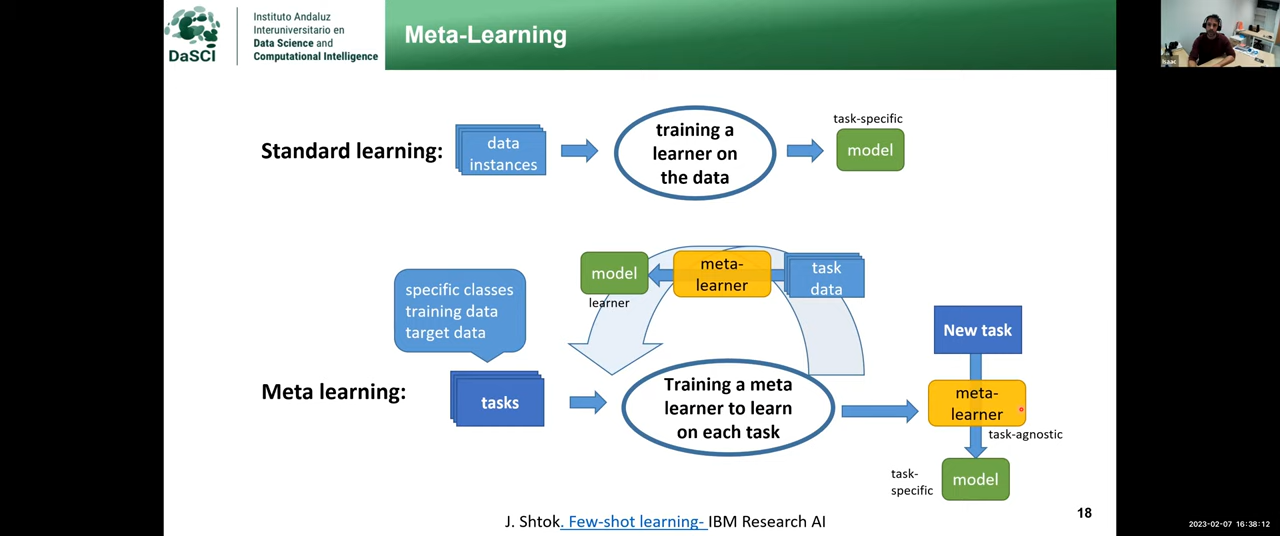 Instituto Andaluz
Interuniversitario en
Data Science and
Computational Intelligence
DaSCI
Meta-Learning
Isaac
Standard learning:
data
instances
training a
learner on
the data
task-specific
model
model
learner
meta-
learner
task
data
specific classes
training data
target data
Meta learning:
tasks
Training a meta
learner to learn
on each task
New task
meta-
learner
task-agnostic
task-
specific
model
J. Shtok. Few-shot learning- IBM Research AI
18
2023-02-07 16:38:12